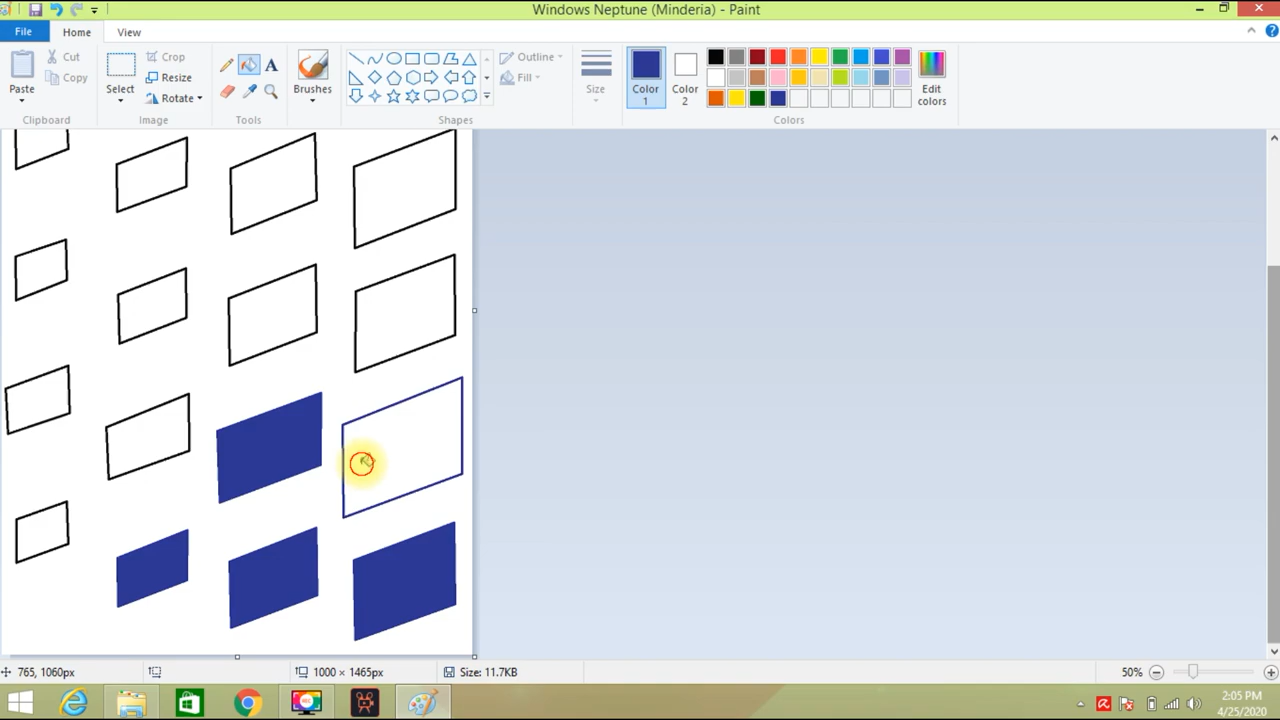 Windows Neptune (Minderia) - Paint
File
Home
View
Paste
Cut
Copy
Clipboard
Select
Crop
Resize
Rotate
Image
A
Tools
Brushes
Outline
Fill
Shapes
Size
Color
1
Color
2
Edit
colors
Colors
765, 1060px
1000 × 1465px
Size: 11.7KB
50%
2:05 PM
4/25/2020